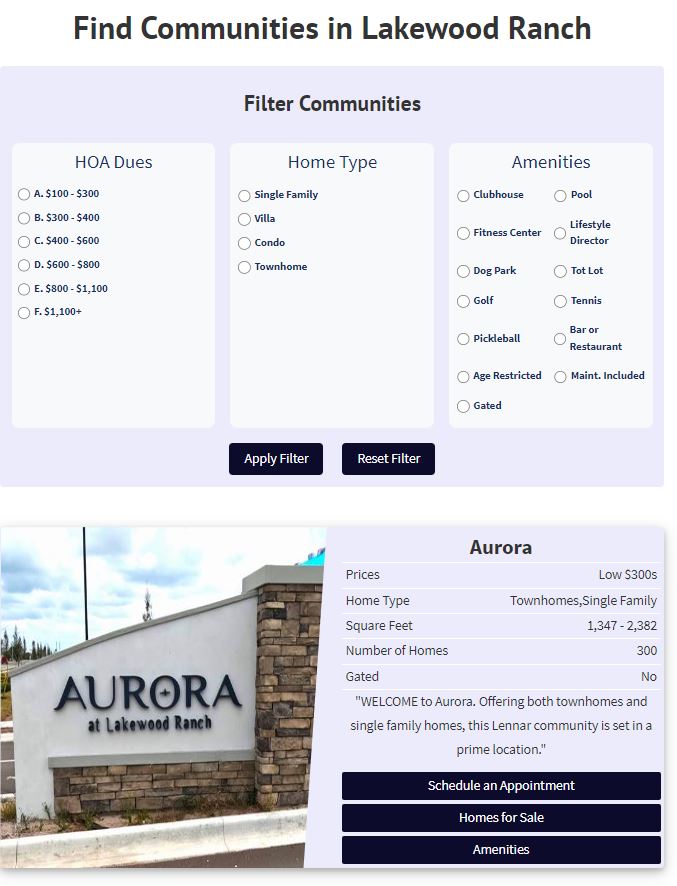 Find Communities in Lakewood Ranch
Filter Communities
HOA Dues
A. $100 - $300
B. $300 - $400
C. $400 - $600
D. $600 - $800
E. $800 - $1,100
F. $1,100+
Home Type
Single Family
Villa
Condo
Townhome
Amenities
Clubhouse
Pool
Fitness Center
Lifestyle
Director
Dog Park
Tot Lot
Golf
Tennis
Pickleball
Bar or
Restaurant
Age Restricted
Maint. Included
Gated
Apply Filter
Reset Filter
AURORA
at Lakewood Ranch
Aurora
Prices Low $300s
Home Type Townhomes,Single Family
Square Feet 1,347 - 2,382
Number of Homes 300
Gated No
"WELCOME to Aurora. Offering both townhomes and
single family homes, this Lennar community is set in a
prime location."
Schedule an Appointment
Homes for Sale
Amenities